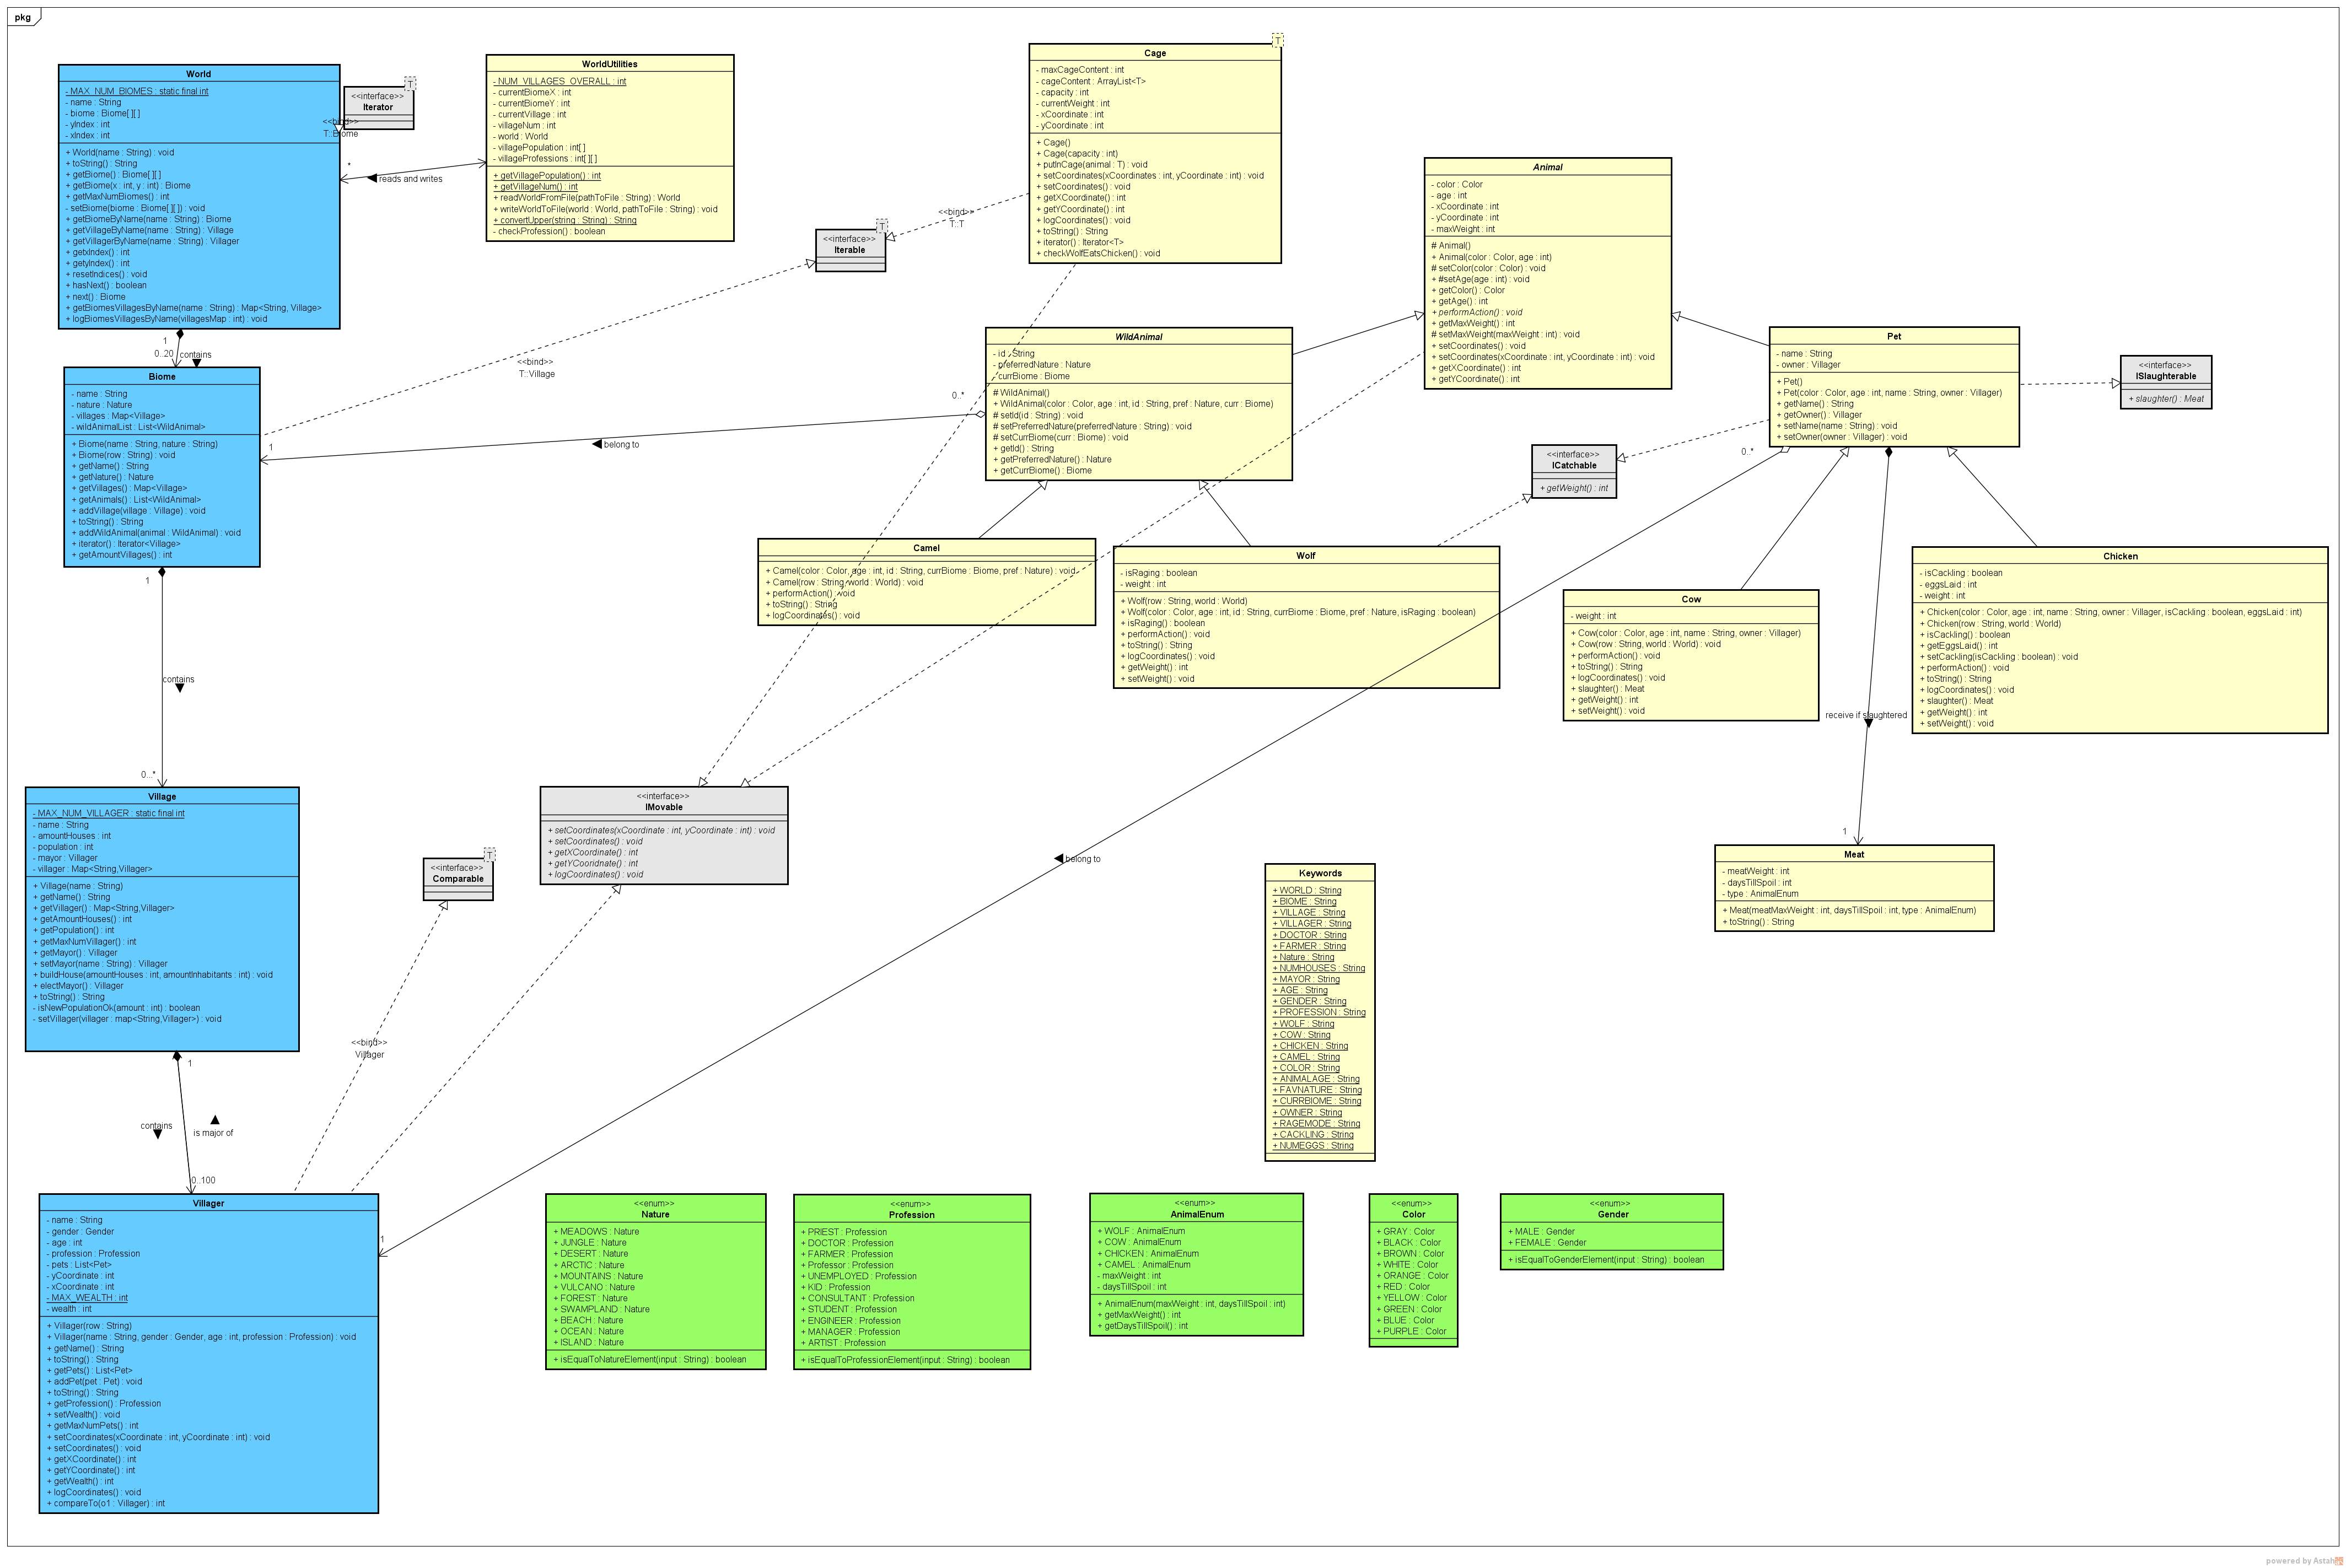 pkg
World
- MAX_NUM_BIOMES : static final int
- name : String
- biome : Biome[ ][ ]
- yIndex : int
- xIndex : int
+ World(name : String) : void
+ toString() : String
+ getBiome() : Biome[ ][ ]
+ getBiome(x : int, y : int) : Biome
+ getMaxNumBiomes() : int
- setBiome(biome : Biome[ ][ ]) : void
+ getBiomeByName(name : String) : Biome
+ getVillageByName(name : String) : Village
+ getVillagerByName(name : String) : Villager
+ getxIndex() : int
+ getyIndex() : int
+ resetIndices() : void
+ hasNext() : boolean
+ next() : Biome
+ getBiomesVillagesByName(name : String) : Map<String, Village>
+ logBiomesVillagesByName(villagesMap : int) : void
T
<<interface>>
Iterator
<<bind>>
T::Biome
*
reads and writes
WorldUtilities
- NUM_VILLAGES_OVERALL : int
- currentBiomeX : int
- currentBiomeY : int
- currentVillage : int
- villageNum : int
- world : World
- villagePopulation : int[ ]
- villageProfessions : int[ ][ ]
+ getVillagePopulation() : int
+ getVillageNum() : int
+ readWorldFromFile(pathToFile : String) : World
+ writeWorldToFile(world : World, pathToFile : String) : void
+ convertUpper(string : String) : String
- checkProfession() : boolean
T
Cage
- maxCageContent : int
- cageContent : ArrayList<T>
- capacity : int
- currentWeight : int
- xCoordinate : int
- yCoordinate : int
+ Cage()
+ Cage(capacity : int)
+ putInCage(animal : T) : void
+ setCoordinates(xCoordinates : int, yCoordinate : int) : void
+ setCoordinates() : void
+ getXCoordinate() : int
+ getYCoordinate() : int
+ logCoordinates() : void
+ toString() : String
+ iterator() : Iterator<T>
+ checkWolfEatsChicken() : void
<<bind>>
T::T
T
<<interface>>
Iterable
<<bind>>
T::Village
Animal
- color : Color
- age : int
- xCoordinate : int
- yCoordinate : int
- maxWeight : int
# Animal()
+ Animal(color : Color, age : int)
# setColor(color : Color) : void
+ #setAge(age : int) : void
+ getColor() : Color
+ getAge() : int
+ performAction() : void
+ getMaxWeight() : int
# setMaxWeight(maxWeight : int) : void
+ setCoordinates() : void
+ setCoordinates(xCoordinate : int, yCoordinate : int) : void
+ getXCoordinate() : int
+ getYCoordinate() : int
WildAnimal
- id : String
- preferredNature : Nature
- currBiome : Biome
# WildAnimal()
+ WildAnimal(color : Color, age : int, id : String, pref : Nature, curr : Biome)
# setId(id : String) : void
# setPreferredNature(preferredNature : String) : void
# setCurrBiome(curr : Biome) : void
+ getId() : String
+ getPreferredNature() : Nature
+ getCurrBiome() : Biome
Pet
- name : String
- owner : Villager
+ Pet()
+ Pet(color : Color, age : int, name : String, owner : Villager)
+ getName() : String
+ getOwner() : Villager
+ setName(name : String) : void
+ setOwner(owner : Villager) : void
<<interface>>
ISlaughterable
+ slaughter() : Meat
<<interface>>
ICatchable
+ getWeight() : int
1
0..20
contains
Biome
- name : String
- nature : Nature
- villages : Map<Village>
- wildAnimalList : List<WildAnimal>
+ Biome(name : String, nature : String)
+ Biome(row : String) : void
+ getName() : String
+ getNature() : Nature
+ getVillages() : Map<Village>
+ getAnimals() : List<WildAnimal>
+ addVillage(village : Village) : void
+ toString() : String
+ addWildAnimal(animal : WildAnimal) : void
+ iterator() : Iterator<Village>
+ getAmountVillages() : int
0..*
1
belong to
0..*
Camel
+ Camel(color : Color, age : int, id : String, currBiome : Biome, pref : Nature) : void
+ Camel(row : String, world : World) : void
+ performAction() : void
+ toString() : String
+ logCoordinates() : void
Wolf
- isRaging : boolean
- weight : int
+ Wolf(row : String, world : World)
+ Wolf(color : Color, age : int, id : String, currBiome : Biome, pref : Nature, isRaging : boolean)
+ isRaging() : boolean
+ performAction() : void
+ toString() : String
+ logCoordinates() : void
+ getWeight() : int
+ setWeight() : void
Cow
- weight : int
+ Cow(color : Color, age : int, name : String, owner : Villager)
+ Cow(row : String, world : World) : void
+ performAction() : void
+ toString() : String
+ logCoordinates() : void
+ slaughter() : Meat
+ getWeight() : int
+ setWeight() : void
Chicken
- isCackling : boolean
- eggsLaid : int
- weight : int
+ Chicken(color : Color, age : int, name : String, owner : Villager, isCackling : boolean, eggsLaid : int)
+ Chicken(row : String, world : World)
+ isCackling() : boolean
+ getEggsLaid() : int
+ setCackling(isCackling : boolean) : void
+ performAction() : void
+ toString() : String
+ logCoordinates() : void
+ slaughter() : Meat
+ getWeight() : int
+ setWeight() : void
receive if slaughtered
1
1
contains
0...*
Village
- MAX_NUM_VILLAGER : static final int
- name : String
- amountHouses : int
- population : int
- mayor : Villager
- villager : Map<String,Villager>
+ Village(name : String)
+ getName() : String
+ getVillager() : Map<String,Villager>
+ getAmountHouses() : int
+ getPopulation() : int
+ getMaxNumVillager() : int
+ getMayor() : Villager
+ setMayor(name : String) : Villager
+ buildHouse(amountHouses : int, amountInhabitants : int) : void
+ electMayor() : Villager
+ toString() : String
- isNewPopulationOk(amount : int) : boolean
- setVillager(villager : map<String,Villager>) : void
T
<<interface>>
Comparable
<<interface>>
IMovable
+ setCoordinates(xCoordinate : int, yCoordinate : int) : void
+ setCoordinates() : void
+ getXCoordinate() : int
+ getYCooridnate() : int
+ logCoordinates() : void
belong to
Meat
- meatWeight : int
- daysTillSpoil : int
- type : AnimalEnum
+ Meat(meatMaxWeight : int, daysTillSpoil : int, type : AnimalEnum)
+ toString() : String
Keywords
+ WORLD : String
+ BIOME : String
+ VILLAGE : String
+ VILLAGER : String
+ DOCTOR : String
+ FARMER : String
+ Nature : String
+ NUMHOUSES : String
+ MAYOR : String
+ AGE : String
+ GENDER : String
+ PROFESSION : String
+ WOLF : String
+ COW : String
+ CHICKEN : String
+ CAMEL : String
+ COLOR : String
+ ANIMALAGE : String
+ FAVNATURE : String
+ CURRBIOME : String
+ OWNER : String
+ RAGEMODE : String
+ CACKLING : String
+ NUMEGGS : String
<<bind>>
Villager
1
contains
is major of
0..100
1
Villager
- name : String
- gender : Gender
- age : int
- profession : Profession
- pets : List<Pet>
- yCoordinate : int
- xCoordinate : int
- MAX_WEALTH : int
- wealth : int
+ Villager(row : String)
+ Villager(name : String, gender : Gender, age : int, profession : Profession) : void
+ getName() : String
+ toString() : String
+ getPets() : List<Pet>
+ addPet(pet : Pet) : void
+ toString() : String
+ getProfession() : Profession
+ setWealth() : void
+ getMaxNumPets() : int
+ setCoordinates(xCoordinate : int, yCoordinate : int) : void
+ setCoordinates() : void
+ getXCoordinate() : int
+ getYCoordinate() : int
+ getWealth() : int
+ logCoordinates() : void
+ compareTo(o1 : Villager) : int
<<enum>>
Nature
+ MEADOWS : Nature
+ JUNGLE : Nature
+ DESERT : Nature
+ ARCTIC : Nature
+ MOUNTAINS : Nature
+ VULCANO : Nature
+ FOREST : Nature
+ SWAMPLAND : Nature
+ BEACH : Nature
+ OCEAN : Nature
+ ISLAND : Nature
+ isEqualToNatureElement(input : String) : boolean
<<enum>>
Profession
+ PRIEST : Profession
+ DOCTOR : Profession
+ FARMER : Profession
+ Professor : Profession
+ UNEMPLOYED : Profession
+ KID : Profession
+ CONSULTANT : Profession
+ STUDENT : Profession
+ ENGINEER : Profession
+ MANAGER : Profession
+ ARTIST : Profession
+ isEqualToProfessionElement(input : String) : boolean
<<enum>>
AnimalEnum
+ WOLF : AnimalEnum
+ COW : AnimalEnum
+ CHICKEN : AnimalEnum
+ CAMEL : AnimalEnum
- maxWeight : int
- daysTillSpoil : int
+ AnimalEnum(maxWeight : int, daysTillSpoil : int)
+ getMaxWeight() : int
+ getDaysTillSpoil() : int
<<enum>>
Color
+ GRAY : Color
+ BLACK : Color
+ BROWN : Color
+ WHITE : Color
+ ORANGE : Color
+ RED : Color
+ YELLOW : Color
+ GREEN : Color
+ BLUE : Color
+ PURPLE : Color
<<enum>>
Gender
+ MALE : Gender
+ FEMALE : Gender
+ isEqualToGenderElement(input : String) : boolean
powered by Astah